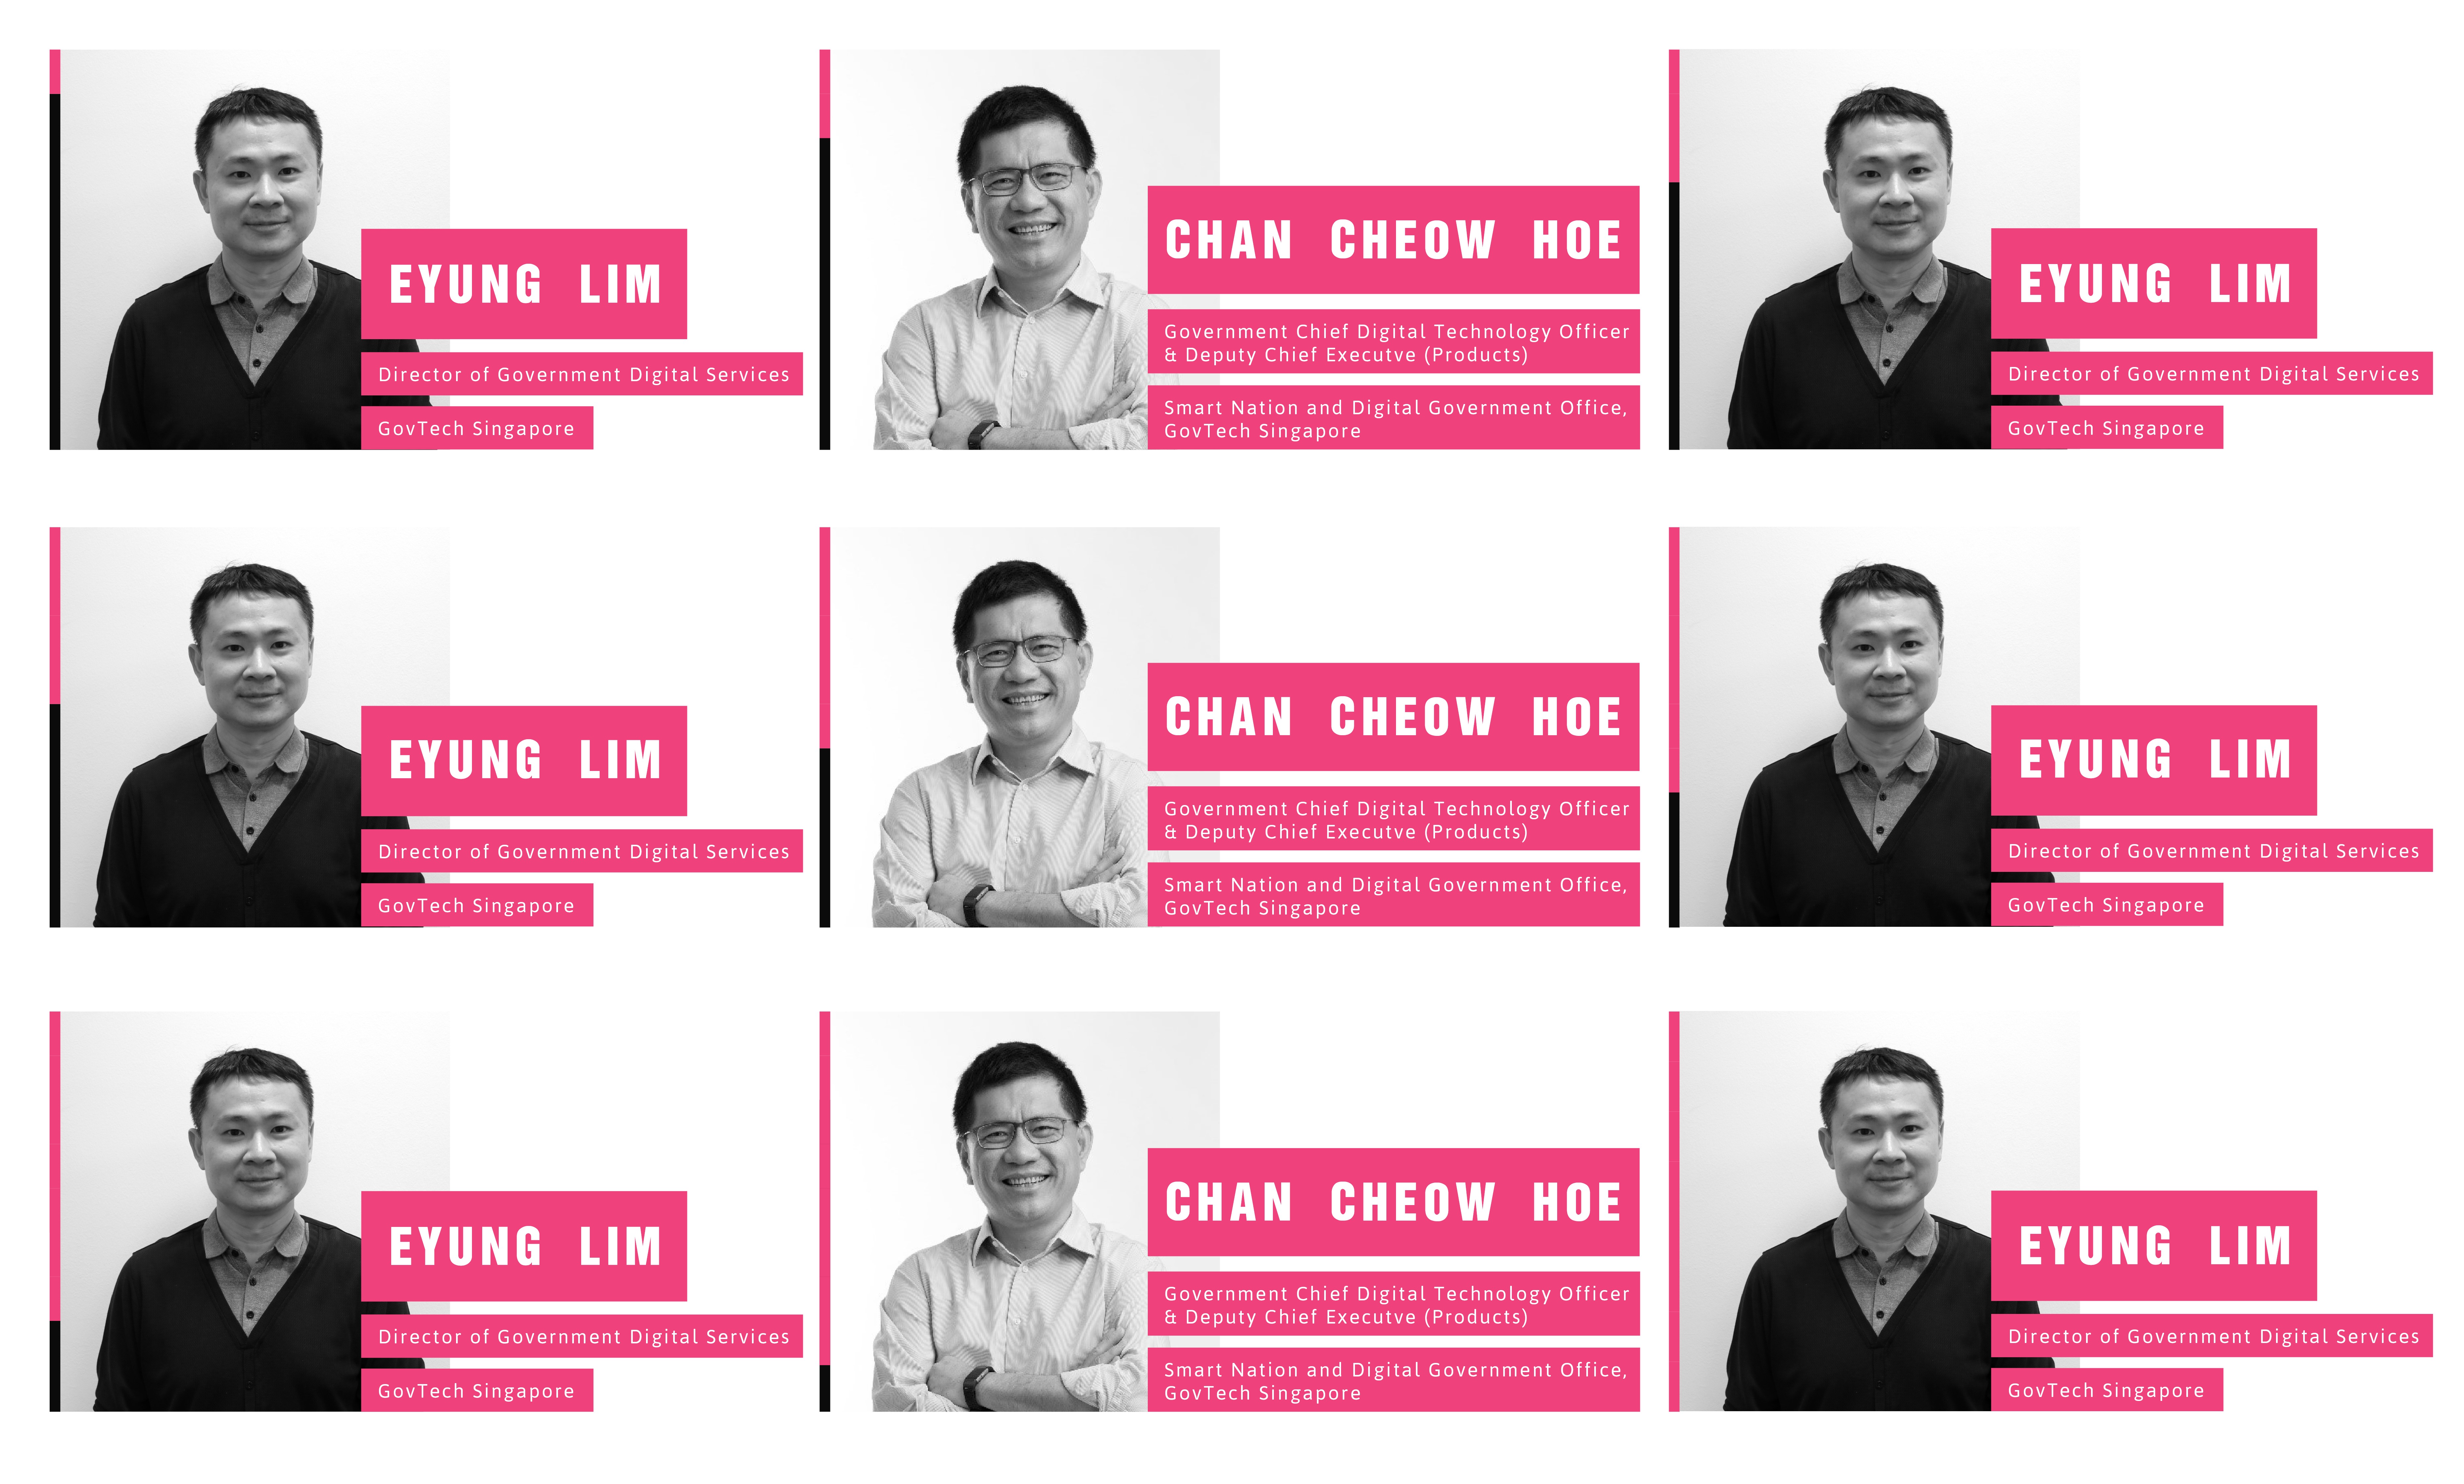 EYUNG LIM
Director of Government Digital Services
GovTech Singapore
CHAN CHEOW HOE
Government Chief Digital Technology Officer
& Deputy Chief Executve (Products)
Smart Nation and Digital Government Office,
GovTech Singapore
EYUNG LIM
Director of Government Digital Services
GovTech Singapore
EYUNG LIM
Director of Government Digital Services
GovTech Singapore
CHAN CHEOW HOE
Government Chief Digital Technology Officer
& Deputy Chief Executve (Products)
Smart Nation and Digital Government Office,
GovTech Singapore
EYUNG LIM
Director of Government Digital Services
GovTech Singapore
EYUNG LIM
Director of Government Digital Services
GovTech Singapore
CHAN CHEOW HOE
Government Chief Digital Technology Officer
& Deputy Chief Executve (Products)
Smart Nation and Digital Government Office,
GovTech Singapore
EYUNG LIM
Director of Government Digital Services
GovTech Singapore